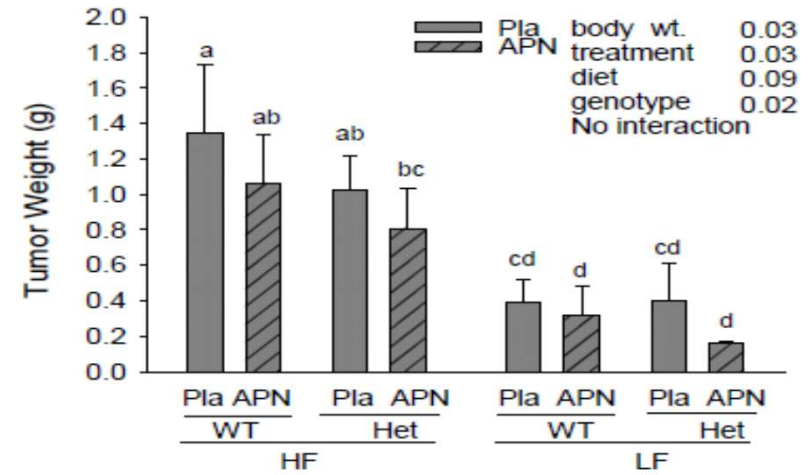 Pla body wt. 0.03
APN treatment 0.03
diet 0.09
genotype 0.02
No interaction
Tumor Weight (g)
2.0
1.8
1.6
1.4
1.2
1.0
0.8
0.6
0.4
0.2
0.0
a
ab
ab
bc
cd
d
cd
d
Pla APN Pla APN Pla APN Pla APN
WT Het WT Het
HF LF